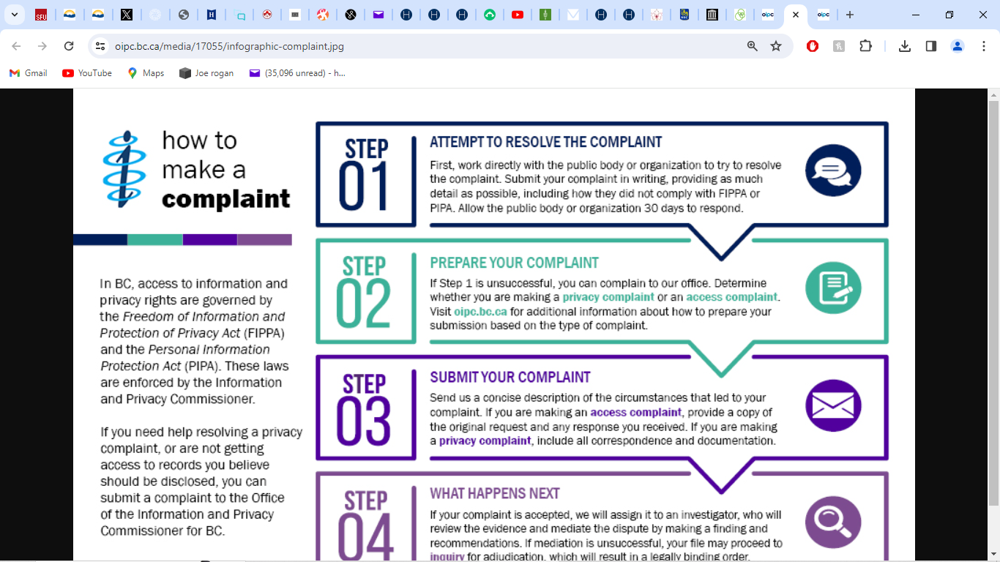 SFU
oipc
oipc
oipc.bc.ca/media/17055/infographic-complaint.jpg
Gmail
YouTube
Maps
Joe rogan
(35,096 unread) - h...
how to
make a
complaint
In BC, access to information and
privacy rights are governed by
the Freedom of Information and
Protection of Privacy Act (FIPPA)
and the Personal Information
Protection Act (PIPA). These laws
are enforced by the Information
and Privacy Commissioner.
If you need help resolving a privacy
complaint, or are not getting
access to records you believe
should be disclosed, you can
submit a complaint to the Office
of the Information and Privacy
Commissioner for BC.
STEP
01
ATTEMPT TO RESOLVE THE COMPLAINT
First, work directly with the public body or organization to try to resolve
the complaint. Submit your complaint in writing, providing as much
detail as possible, including how they did not comply with FIPPA or
PIPA. Allow the public body or organization 30 days to respond.
STEP
02
PREPARE YOUR COMPLAINT
If Step 1 is unsuccessful, you can complain to our office. Determine
whether you are making a privacy complaint or an access complaint.
Visit oipc.bc.ca for additional information about how to prepare your
submission based on the type of complaint.
STEP
03
SUBMIT YOUR COMPLAINT
Send us a concise description of the circumstances that led to your
complaint. If you are making an access complaint, provide a copy of
the original request and any response you received. If you are making
a privacy complaint, include all correspondence and documentation.
STEP
04
WHAT HAPPENS NEXT
If your complaint is accepted, we will assign it to an investigator, who will
review the evidence and mediate the dispute by making a finding and
recommendations. If mediation is unsuccessful, your file may proceed to
inquiry for adjudication, which will result in a legally binding order.